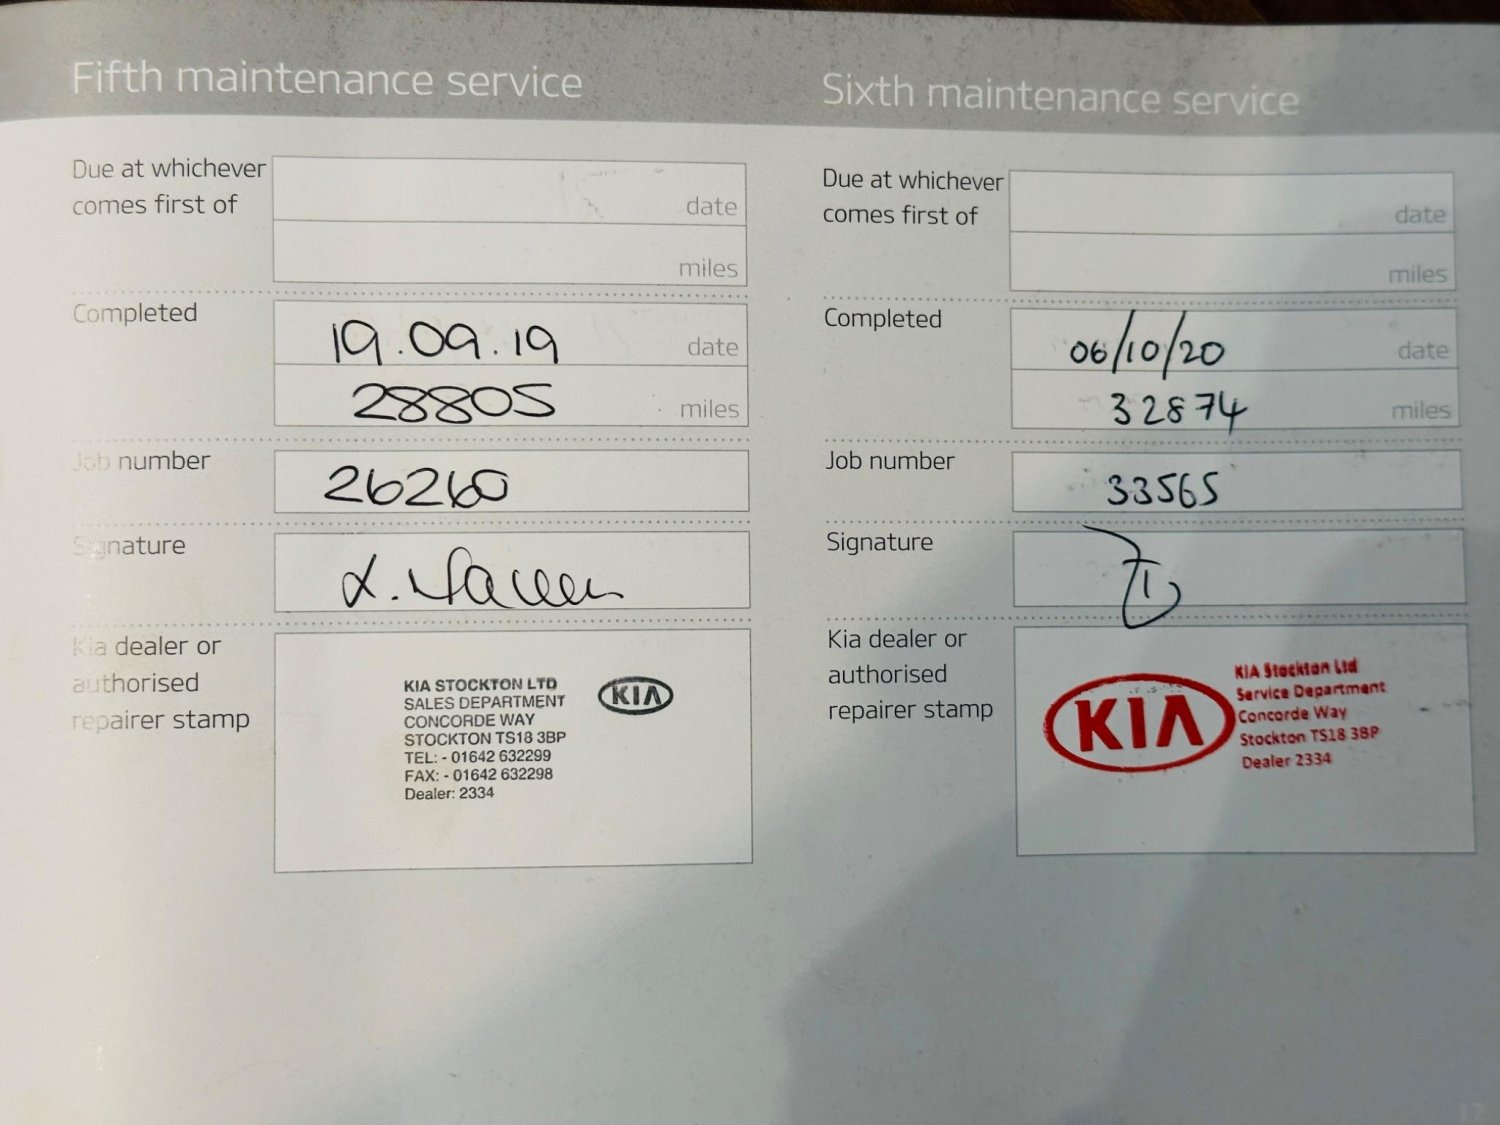 Fifth maintenance service
Due at whichever
comes first of
date
miles
Completed
19.09.19 date
28805 miles
Job number
26260
Signature
Kia dealer or
authorised
repairer stamp
KIA STOCKTON LTD
SALES DEPARTMENT
CONCORDE WAY
STOCKTON TS18 3BP
TEL: - 01642 632299
FAX: - 01642 632298
Dealer: 2334
KIA
Sixth maintenance service
Due at whichever
comes first of
date
miles
Completed
06/10/20 date
32874 miles
Job number
33565
Signature
Kia dealer or
authorised
repairer stamp
KIA
KIA Stockton Ltd
Service Department
Concorde Way
Stockton TS18 3BP
Dealer 2334
17